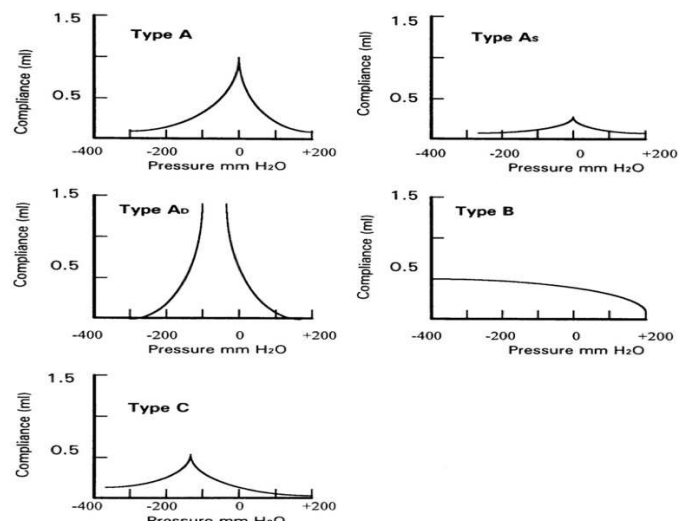 Type A
Compliance (ml)
1.5
0.5
-400 -200 0 +200
Pressure mm H₂O
Type As
Compliance (ml)
1.5
0.5
-400 -200 0 +200
Pressure mm H₂O
Type AD
Compliance (ml)
1.5
0.5
-400 -200 0 +200
Pressure mm H₂O
Type B
Compliance (ml)
1.5
0.5
-400 -200 0 +200
Pressure mm H₂O
Type C
Compliance (ml)
1.5
0.5
-400 -200 0 +200
Pressure mm H₂O